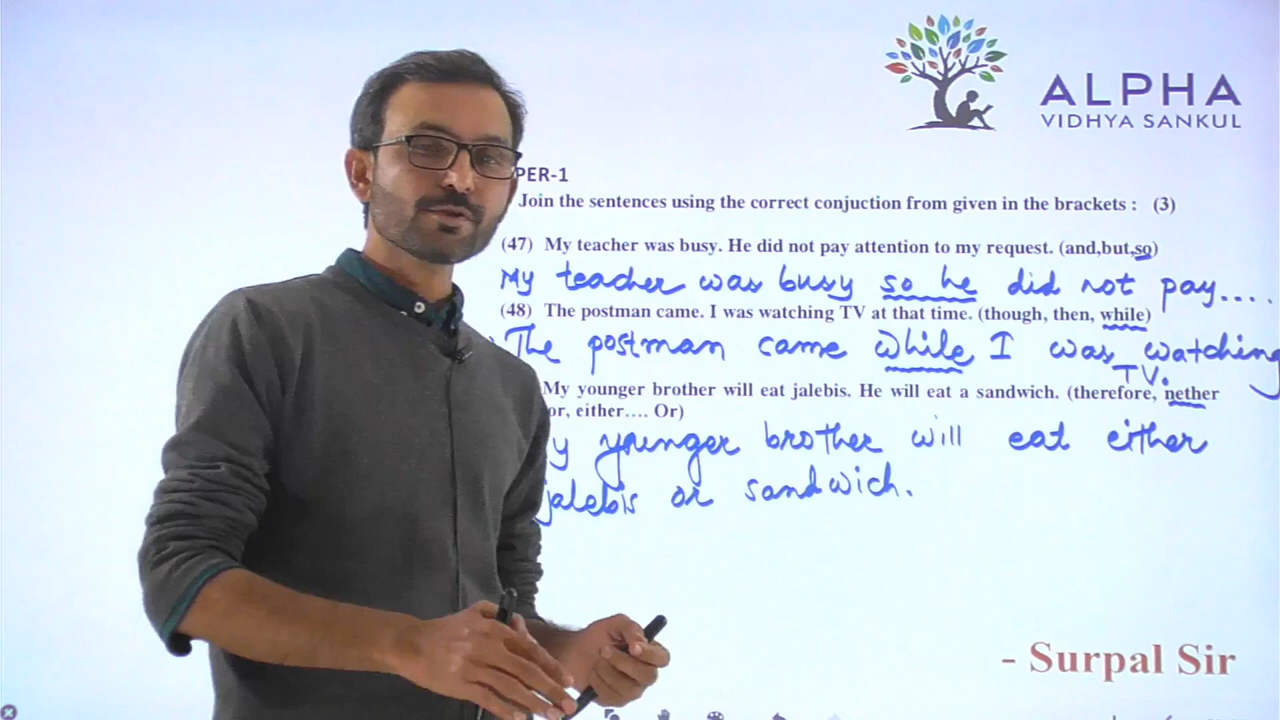 ALPHA
VIDHYA SANKUL
PER-1
Join the sentences using the correct conjuction from given in the brackets : (3)
(47) My teacher was busy. He did not pay attention to my request. (and,but,so)
My teacher was busy so he did not pay....
(48) The postman came. I was watching TV at that time. (though, then, while)
The postman came while I was watching
TV.
My younger brother will eat jalebis. He will eat a sandwich. (therefore, nether
or, either.... Or)
y younger brother will eat either
jalebis or sandwich.
- Surpal Sir